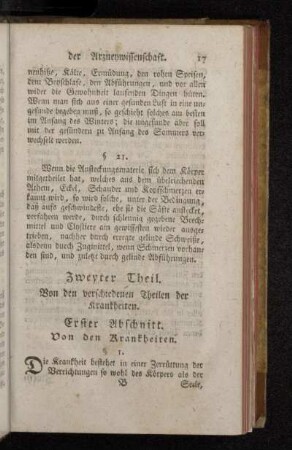 der Arzneywissenschaft. 17
nenhitze, Kälte, Ermüdung, den rohen Speisen,
dem Beyschlafe, den Abführungen, und vor allen
wider die Gewohnheit laufenden Dingen hüten.
Wenn man sich aus einer gesunden Luft in eine un-
gesunde begeben muß, so geschieht solches am besten
im Anfang des Winters; die ungesunde aber soll
mit der gesündern zu Anfang des Sommers ver-
wechselt werden.
§ 21.
Wenn die Ansteckungsmaterie sich dem Körper
mitgetheilet hat, welches aus dem übelriechenden
Athem, Eckel, Schauder und Kopfschmerzen er-
kannt wird, so wird solche, unter der Bedingung,
daß aufs geschwindeste, ehe sie die Säfte anstecket,
verfahren werde, durch schleunig gegebene Breche-
mittel und Clystiere am gewissesten wieder ausge-
trieben, nachher durch erregte gelinde Schweiße,
alsdenn durch Zugmittel, wenn Schmerzen vorhan-
den sind, und zuletzt durch gelinde Abführungen.
Zweyter Theil.
Von den verschiedenen Theilen der
Krankheiten.
Erster Abschnitt.
Von den Krankheiten.
§ 1.
Die Krankheit bestehet in einer Zerrüttung der
Verrichtungen so wohl des Körpers als der
B Seele,